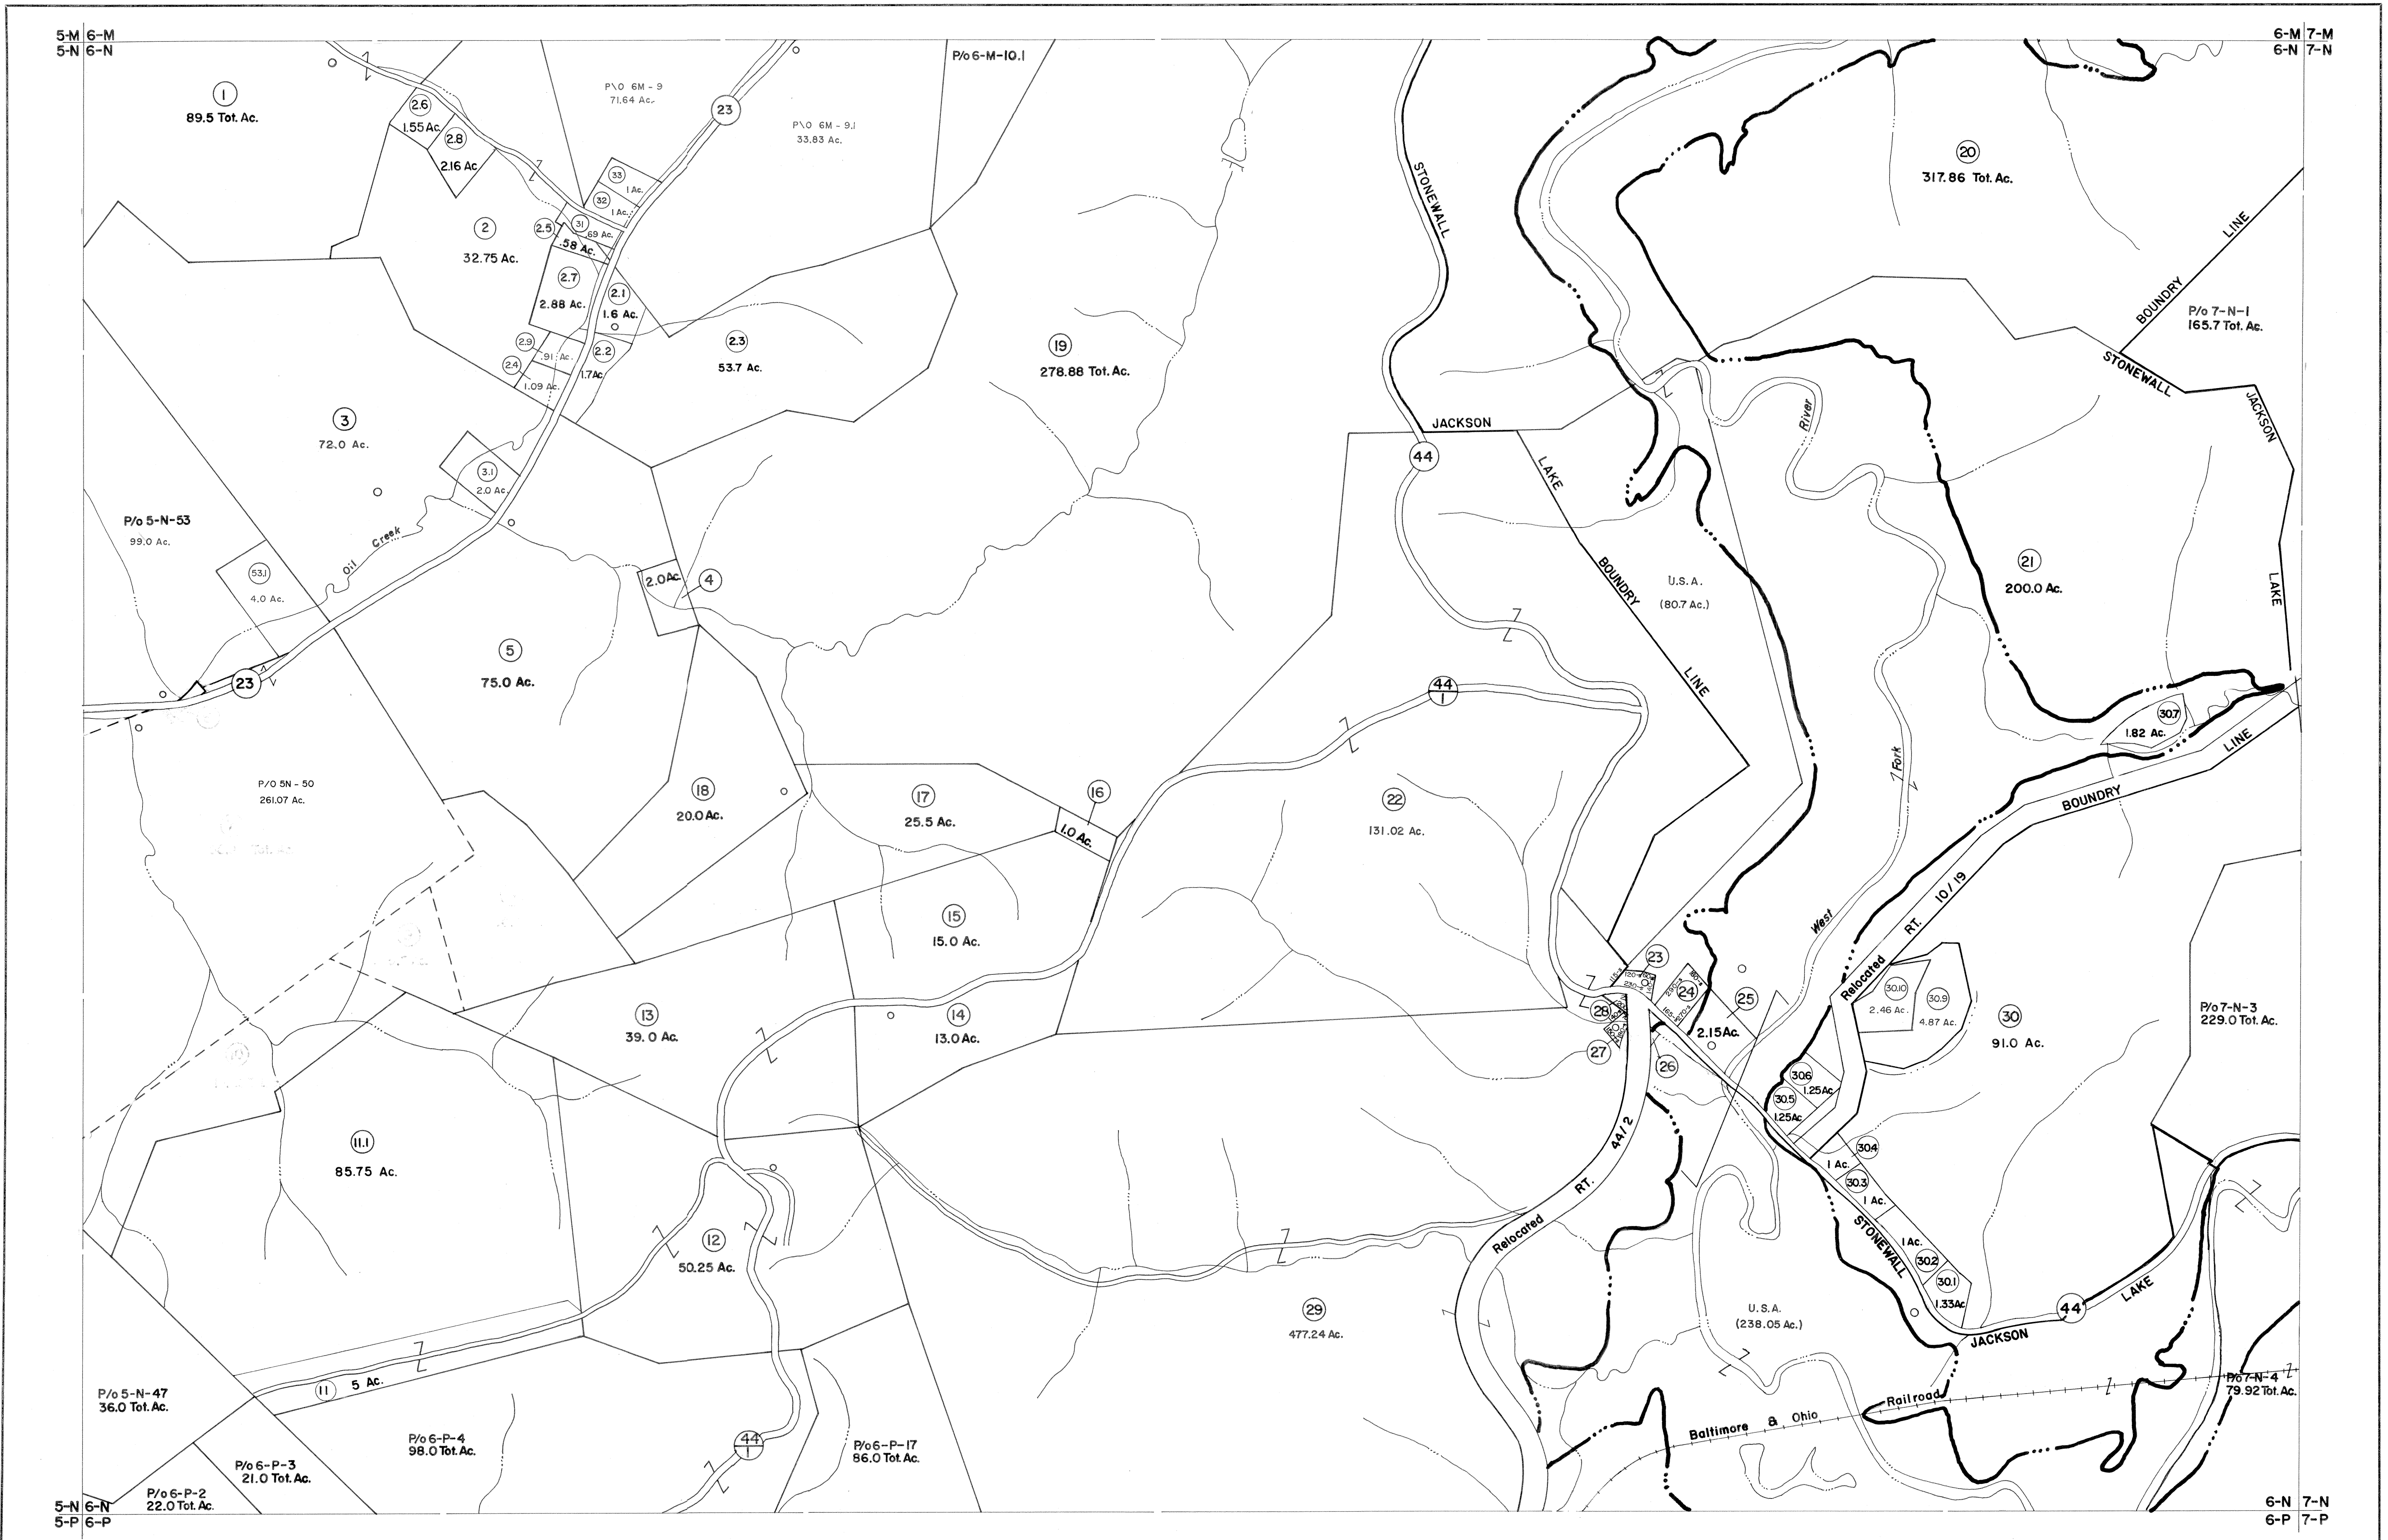 5-M 6-M
5-N 6-N
6-M 7-M
6-N 7-N
1
89.5 Tot. Ac.
2.6
1.55 Ac.
2.8
2.16 Ac.
P\O 6M - 9
71.64 Ac.
23
P\O 6M - 9.1
33.83 Ac.
P/o 6-M-10.1
33
1 Ac.
32
1 Ac.
31
.69 Ac.
2.5
.58 Ac.
2
32.75 Ac.
2.7
2.88 Ac.
2.1
1.6 Ac.
2.9
.91 Ac.
2.2
1.7 Ac.
2.4
1.09 Ac.
2.3
53.7 Ac.
19
278.88 Tot. Ac.
STONEWALL
JACKSON
44
LAKE
BOUNDRY
LINE
20
317.86 Tot. Ac.
LINE
BOUNDRY
P/o 7-N-1
165.7 Tot. Ac.
STONEWALL
JACKSON
LAKE
River
3
72.0 Ac.
3.1
2.0 Ac.
P/o 5-N-53
99.0 Ac.
Oil Creek
53.1
4.0 Ac.
23
2.0 Ac.
4
5
75.0 Ac.
U.S.A.
(80.7 Ac.)
21
200.0 Ac.
44
1
30.7
1.82 Ac.
LINE
BOUNDRY
Fork
West
P/O 5N - 50
261.07 Ac.
18
20.0 Ac.
17
25.5 Ac.
16
1.0 Ac.
22
131.02 Ac.
15
15.0 Ac.
Relocated RT. 10/19
23
24
25
2.15 Ac.
28
27
26
30.10
2.46 Ac.
30.9
4.87 Ac.
30
91.0 Ac.
P/o 7-N-3
229.0 Tot. Ac.
13
39.0 Ac.
14
13.0 Ac.
30.6
1.25 Ac
30.5
1.25 Ac
30.4
1 Ac.
30.3
1 Ac.
1 Ac.
30.2
30.1
1.33 Ac
11.1
85.75 Ac.
12
50.25 Ac.
Relocated RT. 44/2
29
477.24 Ac.
U.S.A.
(238.05 Ac.)
STONEWALL
JACKSON
44
LAKE
11
5 Ac.
P/o 5-N-47
36.0 Tot. Ac.
P/o 6-P-4
98.0 Tot. Ac.
P/o 6-P-3
21.0 Tot. Ac.
P/o 6-P-2
22.0 Tot. Ac.
44
1
P/o 6-P-17
86.0 Tot. Ac.
Baltimore & Ohio Railroad
P/o 7-N-4
79.92 Tot. Ac.
5-N 6-N
5-P 6-P
6-N 7-N
6-P 7-P